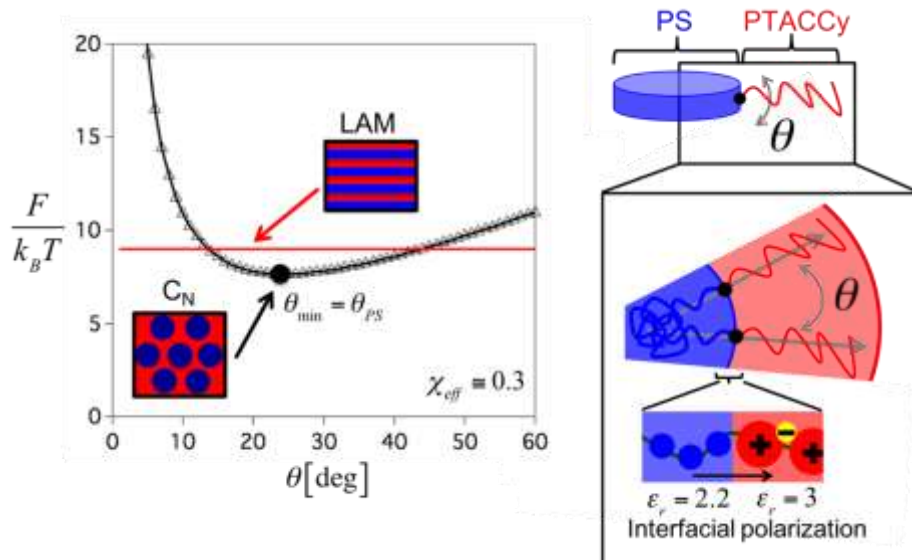 20
15
10
5
0
F
k_B T
LAM
C_N
θ_min = θ_PS
χ_eff ≡ 0.3
0 10 20 30 40 50 60
θ[deg]
PS PTACCy
θ
θ
+ − +
ε_r = 2.2 ε_r = 3
Interfacial polarization